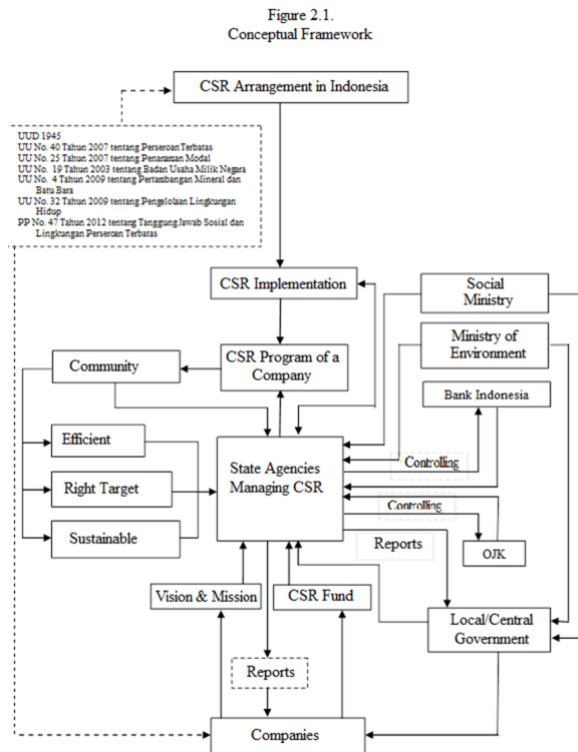 Figure 2.1.
Conceptual Framework
CSR Arrangement in Indonesia
UUD 1945
UU No. 40 Tahun 2007 tentang Perseroan Terbatas
UU No. 25 Tahun 2007 tentang Penanaman Modal
UU No. 19 Tahun 2003 tentang Badan Usaha Milik Negara
UU No. 4 Tahun 2009 tentang Pertambangan Mineral dan
Batu Bara
UU No. 32 Tahun 2009 tentang Pengelolaan Lingkungan
Hidup
PP No. 47 Tahun 2012 tentang Tanggung Jawab Sosial dan
Lingkungan Perseroan Terbatas
CSR Implementation
Social
Ministry
CSR Program of a
Company
Ministry of
Environment
Community
Bank Indonesia
Efficient
State Agencies
Managing CSR
Controlling
Right Target
Controlling
Sustainable
Reports
OJK
Vision & Mission
CSR Fund
Local/Central
Government
Reports
Companies